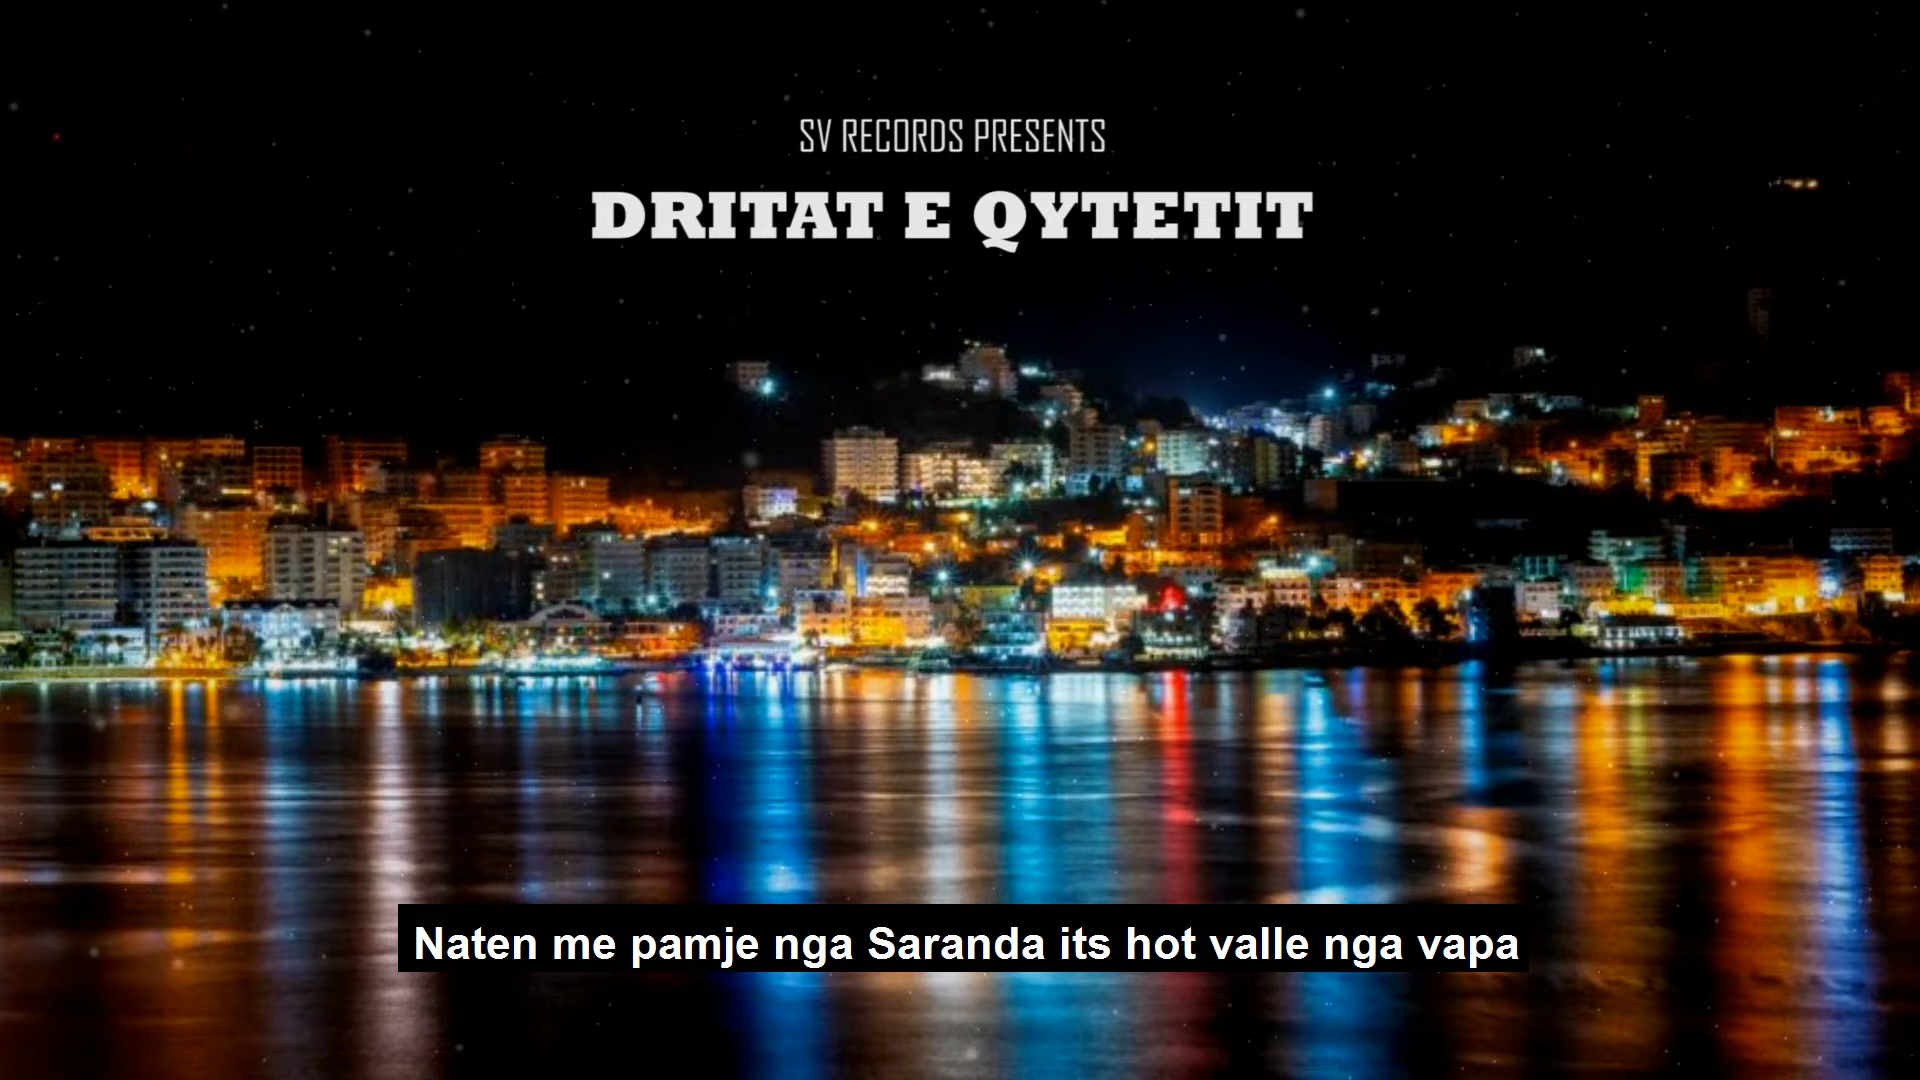 SV RECORDS PRESENTS
DRITAT E QYTETIT
Naten me pamje nga Saranda its hot valle nga vapa